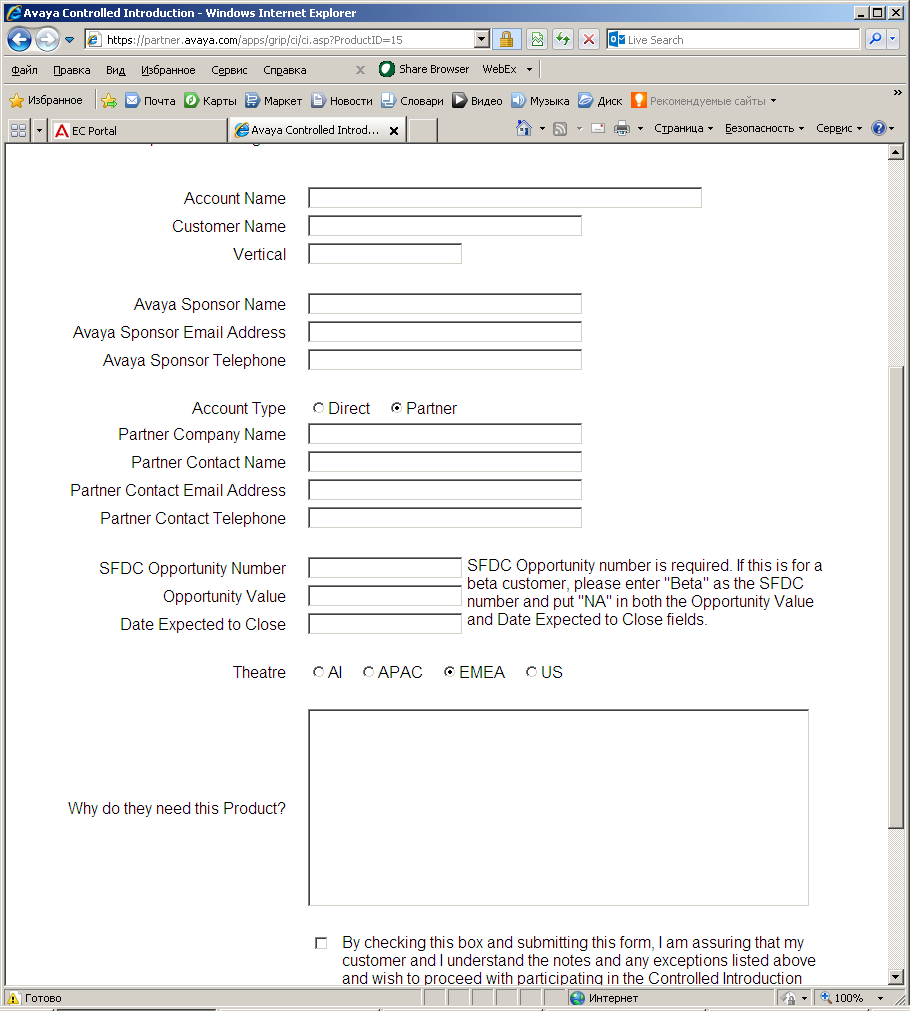 Avaya Controlled Introduction - Windows Internet Explorer
https://partner.avaya.com/apps/grip/ci/ci.asp?ProductID=15
Live Search
Файл Правка Вид Избранное Сервис Справка x Share Browser WebEx
Избранное Почта Карты Маркет Новости Словари Видео Музыка Диск Рекомендуемые сайты »
EC Portal Avaya Controlled Introd... Страница Безопасность Сервис
Account Name
Customer Name
Vertical
Avaya Sponsor Name
Avaya Sponsor Email Address
Avaya Sponsor Telephone
Account Type Direct Partner
Partner Company Name
Partner Contact Name
Partner Contact Email Address
Partner Contact Telephone
SFDC Opportunity Number
Opportunity Value
Date Expected to Close
SFDC Opportunity number is required. If this is for a
beta customer, please enter "Beta" as the SFDC
number and put "NA" in both the Opportunity Value
and Date Expected to Close fields.
Theatre AI APAC EMEA US
Why do they need this Product?
By checking this box and submitting this form, I am assuring that my
customer and I understand the notes and any exceptions listed above
and wish to proceed with participating in the Controlled Introduction
Готово Интернет 100%